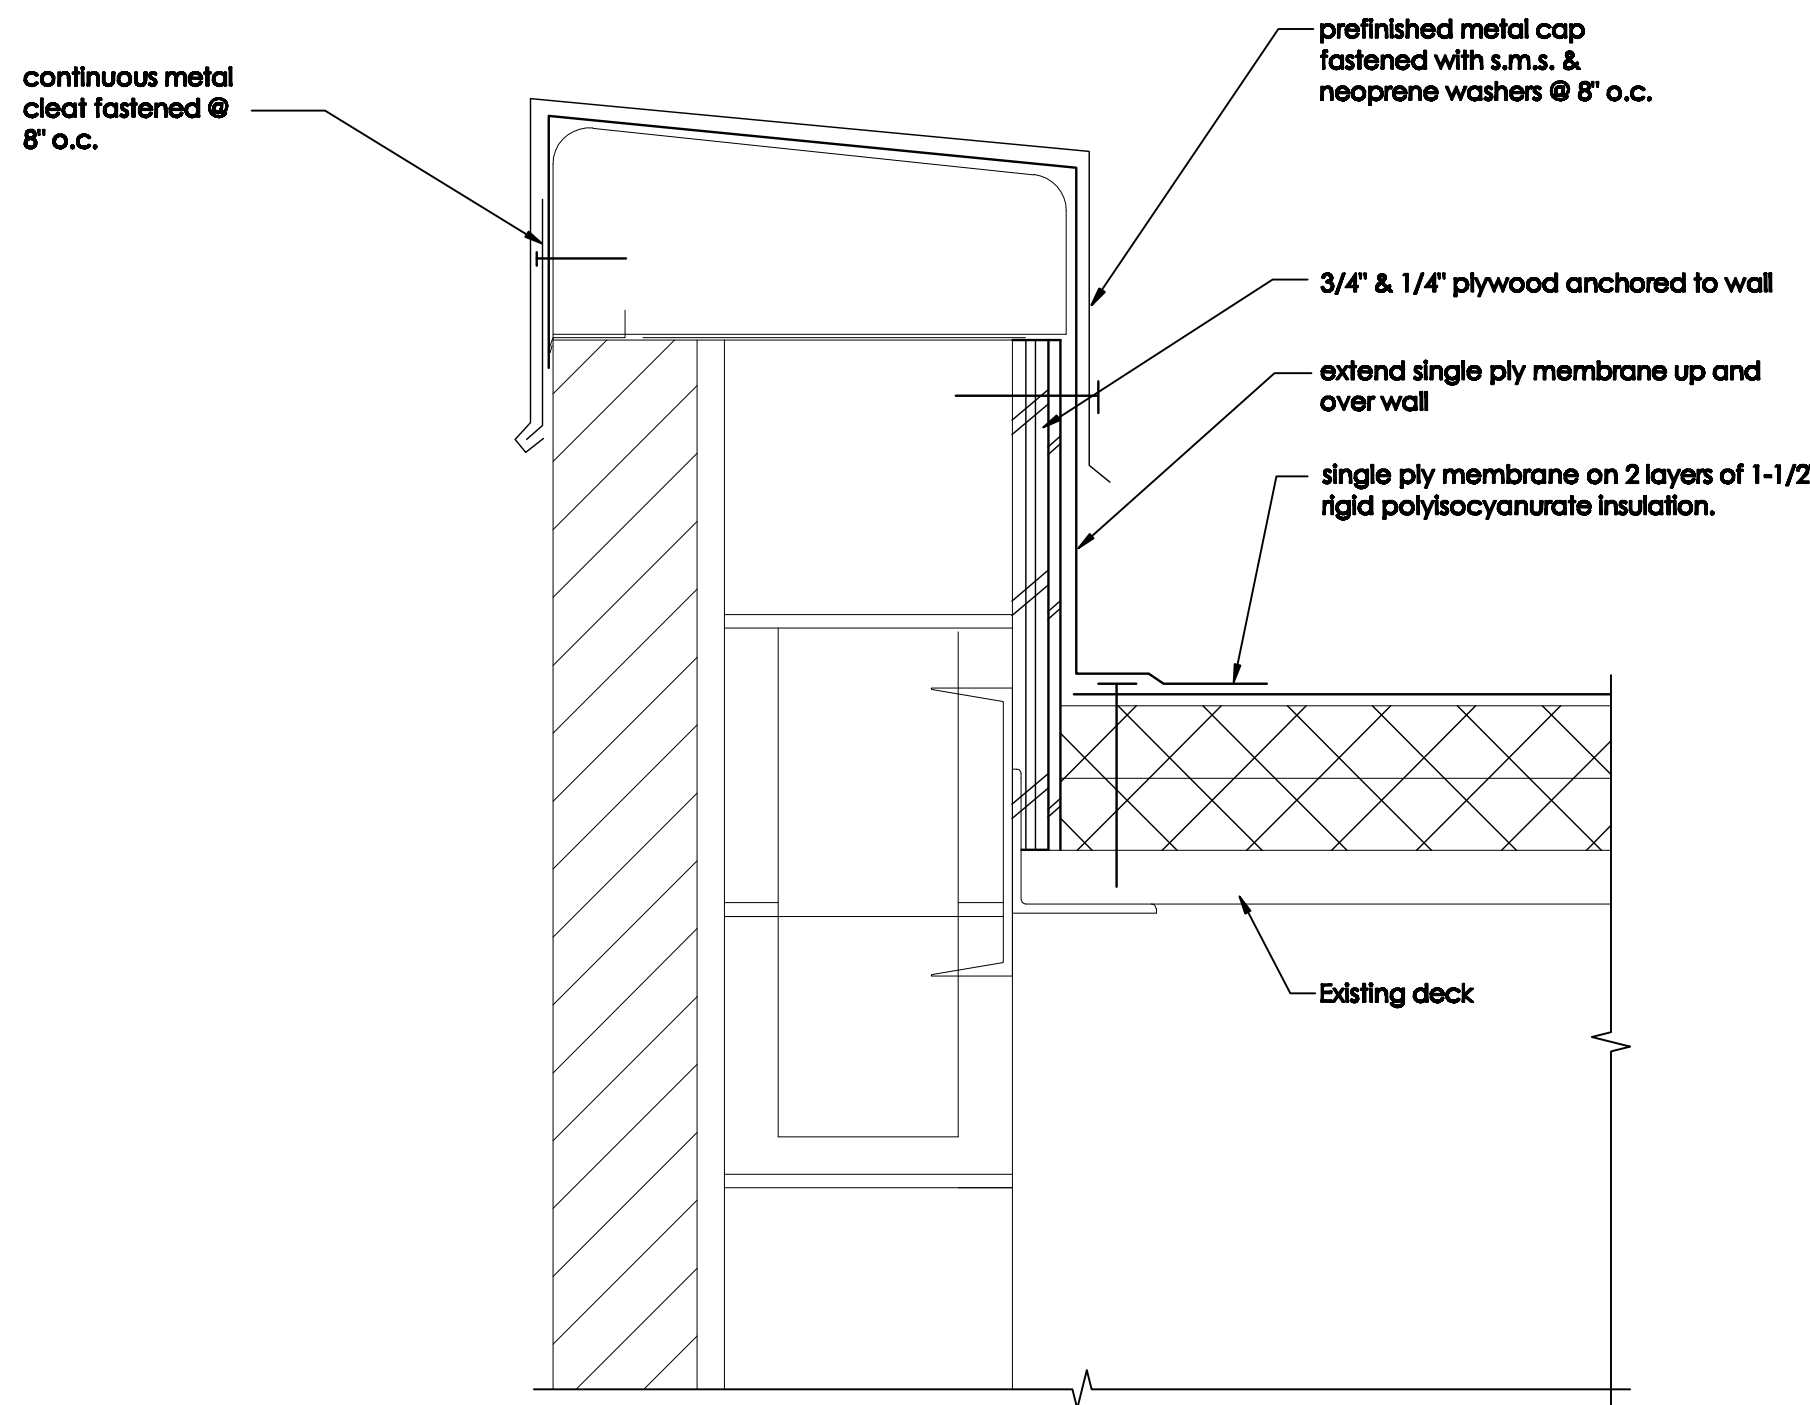 continuous metal
cleat fastened @
8" o.c.
prefinished metal cap
fastened with s.m.s. &
neoprene washers @ 8" o.c.
3/4" & 1/4" plywood anchored to wall
extend single ply membrane up and
over wall
single ply membrane on 2 layers of 1-1/2"
rigid polyisocyanurate insulation.
Existing deck